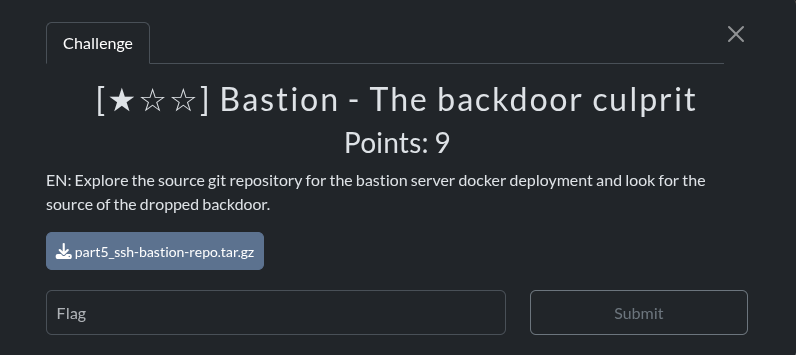 Challenge
[★☆☆] Bastion - The backdoor culprit
Points: 9
EN: Explore the source git repository for the bastion server docker deployment and look for the
source of the dropped backdoor.
part5_ssh-bastion-repo.tar.gz
Flag
Submit